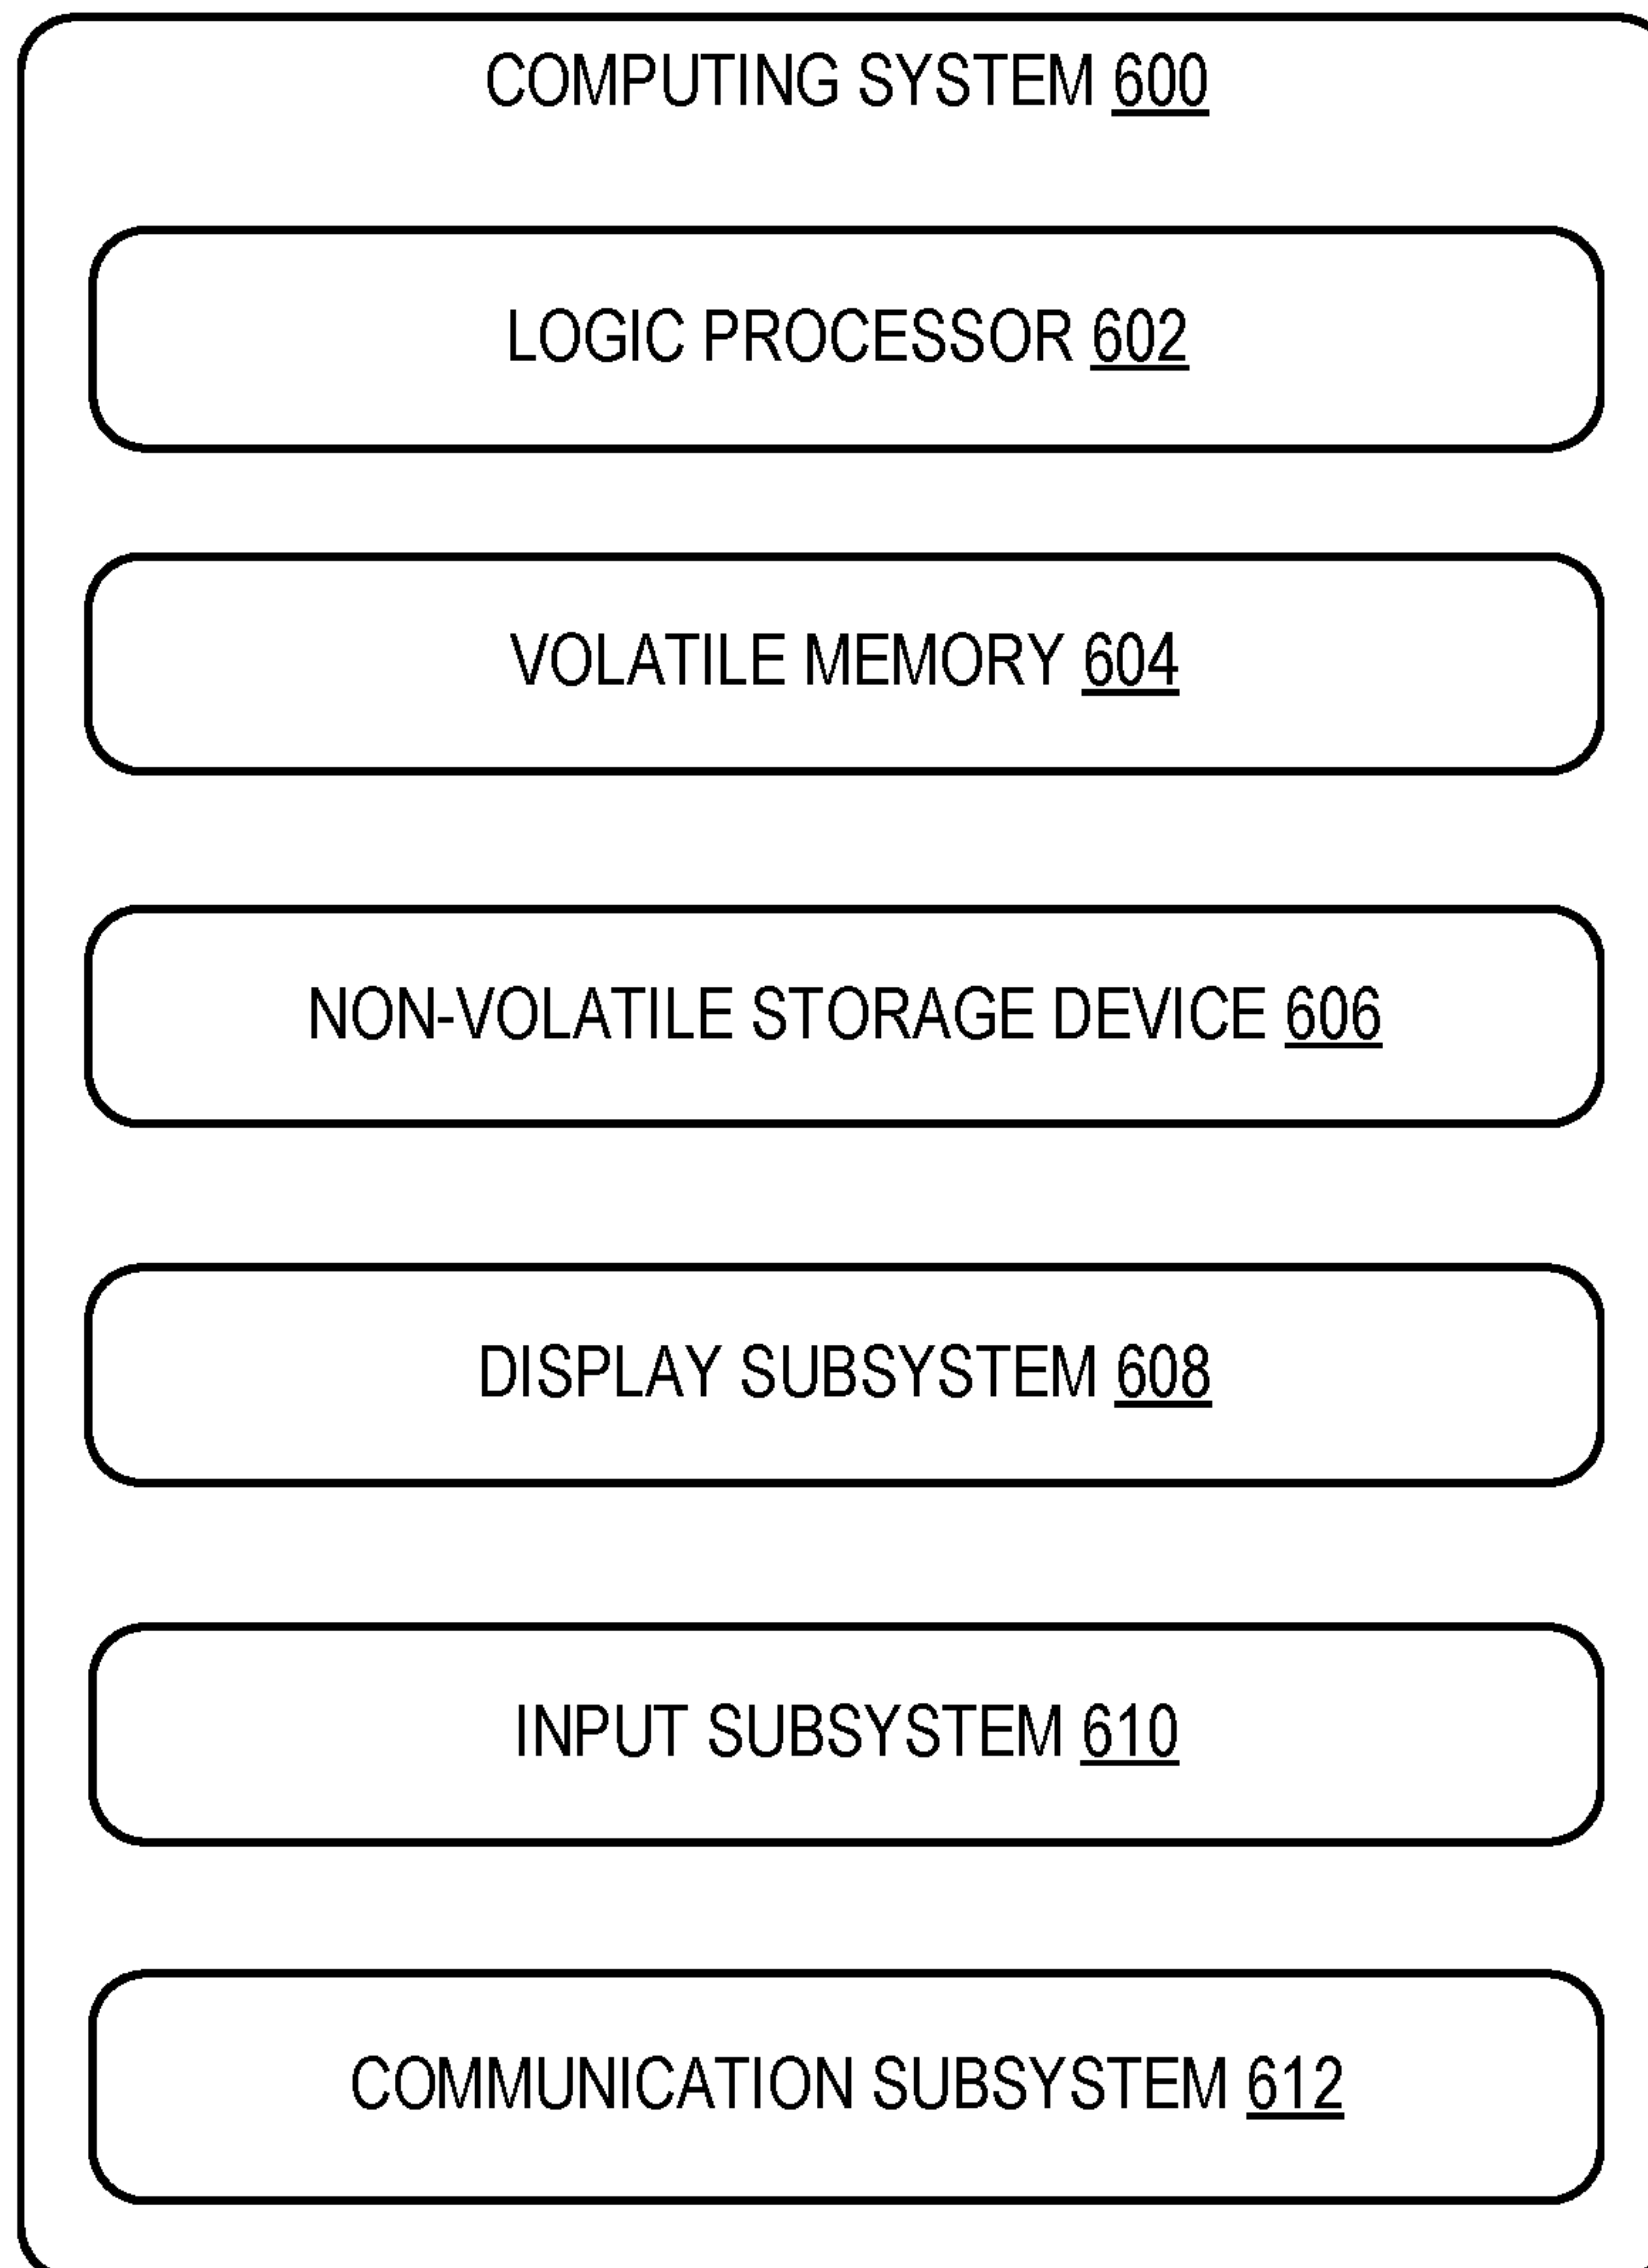 COMPUTING SYSTEM 600
LOGIC PROCESSOR 602
VOLATILE MEMORY 604
NON-VOLATILE STORAGE DEVICE 606
DISPLAY SUBSYSTEM 608
INPUT SUBSYSTEM 610
COMMUNICATION SUBSYSTEM 612